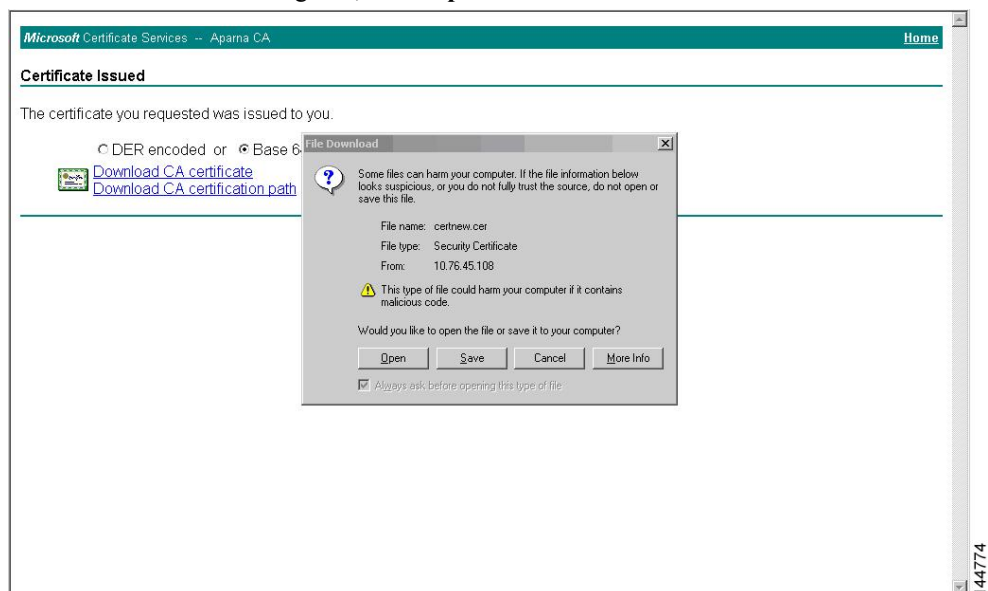 Microsoft Certificate Services -- Aparna CA Home
Certificate Issued
The certificate you requested was issued to you.
DER encoded or Base 6
Download CA certificate
Download CA certification path
File Download
Some files can harm your computer. If the file information below
looks suspicious, or you do not fully trust the source, do not open or
save this file.
File name: certnew.cer
File type: Security Certificate
From: 10.76.45.108
This type of file could harm your computer if it contains
malicious code.
Would you like to open the file or save it to your computer?
Open Save Cancel More Info
Always ask before opening this type of file
144774